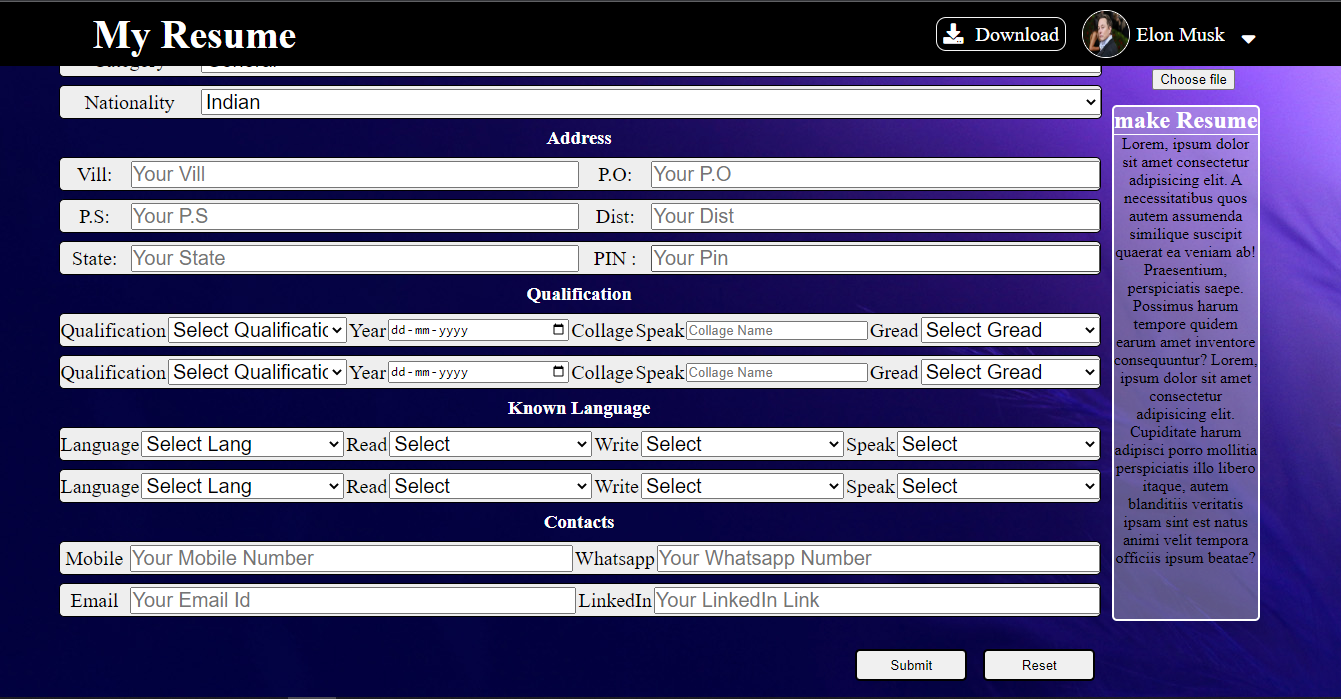 My Resume
Download
Elon Musk
Category General
Choose file
Nationality Indian
Address
Vill: Your Vill P.O: Your P.O
P.S: Your P.S Dist: Your Dist
State: Your State PIN : Your Pin
Qualification
Qualification Select Qualificatic Year dd-mm-yyyy Collage Speak Collage Name Gread Select Gread
Qualification Select Qualificatic Year dd-mm-yyyy Collage Speak Collage Name Gread Select Gread
Known Language
Language Select Lang Read Select Write Select Speak Select
Language Select Lang Read Select Write Select Speak Select
Contacts
Mobile Your Mobile Number Whatsapp Your Whatsapp Number
Email Your Email Id LinkedIn Your LinkedIn Link
Submit Reset
make Resume
Lorem, ipsum dolor
sit amet consectetur
adipisicing elit. A
necessitatibus quos
autem assumenda
similique suscipit
quaerat ea veniam ab!
Praesentium,
perspiciatis saepe.
Possimus harum
tempore quidem
earum amet inventore
consequuntur? Lorem,
ipsum dolor sit amet
consectetur
adipisicing elit.
Cupiditate harum
adipisci porro mollitia
perspiciatis illo libero
itaque, autem
blanditiis veritatis
ipsam sint est natus
animi velit tempora
officiis ipsum beatae?